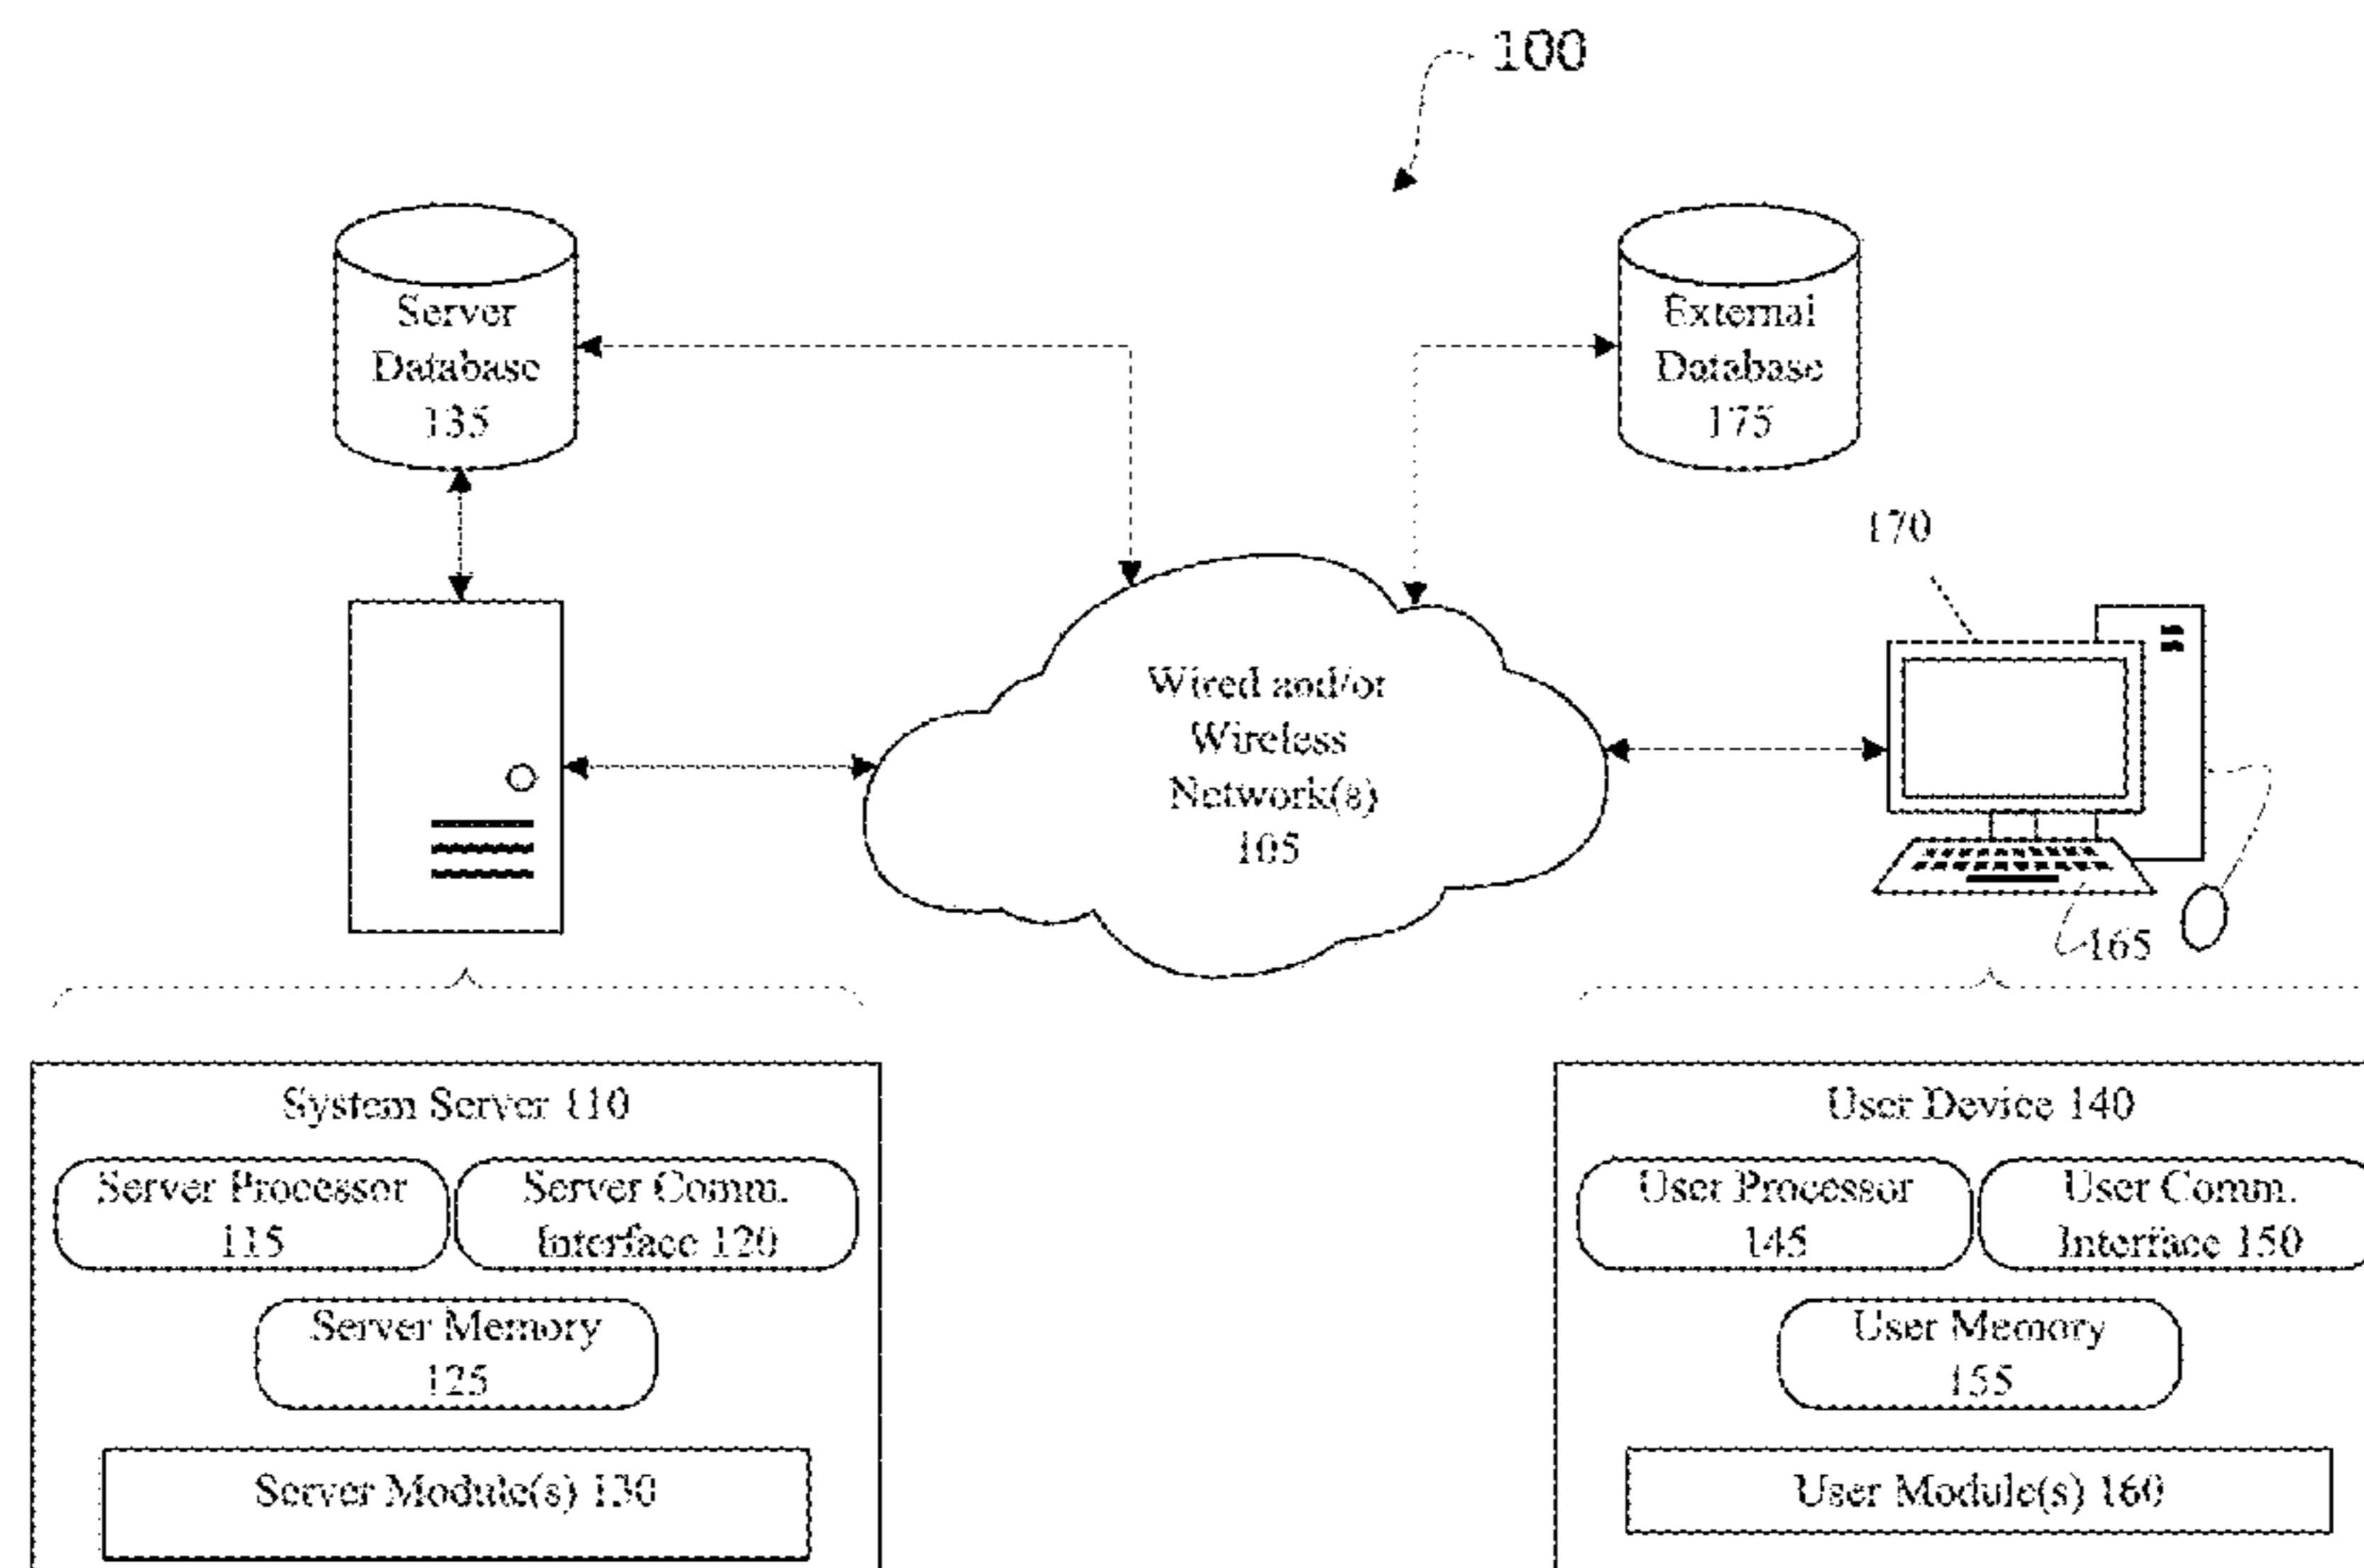 100
Server
Database
135
External
Database
175
170
Wired and/or
Wireless
Network(s)
105
165
System Server 110
Server Processor
115
Server Comm.
Interface 120
Server Memory
125
Server Module(s) 130
User Device 140
User Processor
145
User Comm.
Interface 150
User Memory
155
User Module(s) 160